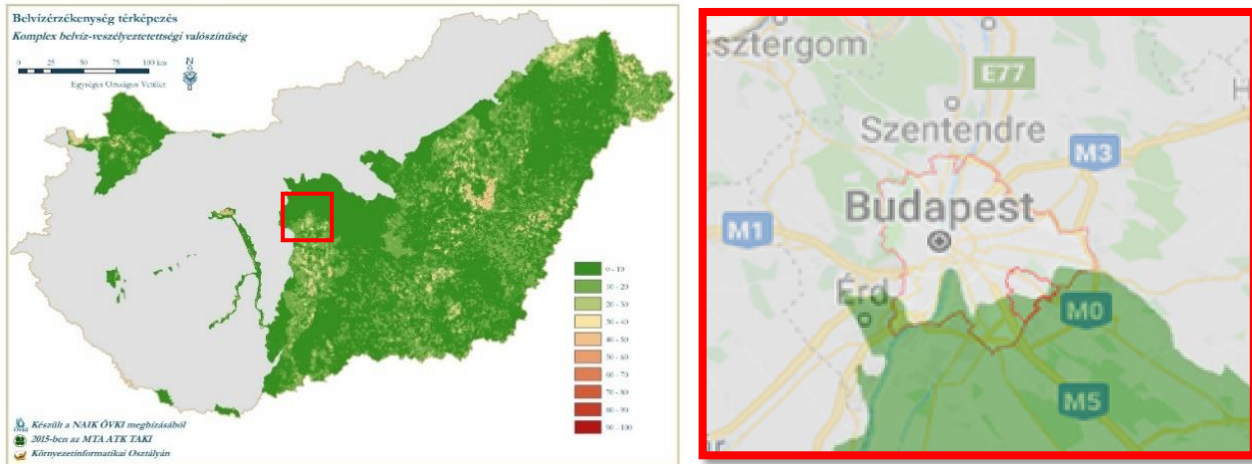 Belvízérzékenység térképezés
Komplex belvíz-veszélyeztetettségi valószínűség
0 25 50 75 100 km
N
Egységes Országos Vetület
0 - 10
10 - 20
20 - 30
30 - 40
40 - 50
50 - 60
60 - 70
70 - 80
80 - 90
90 - 100
ÖVKI
Készült a NAIK ÖVKI megbízásából
2015-ben az MTA ATK TAKI
Környezetinformatikai Osztályán
sztergom
E77
Szentendre
M3
H
Budapest
M1
Érd
M0
M5